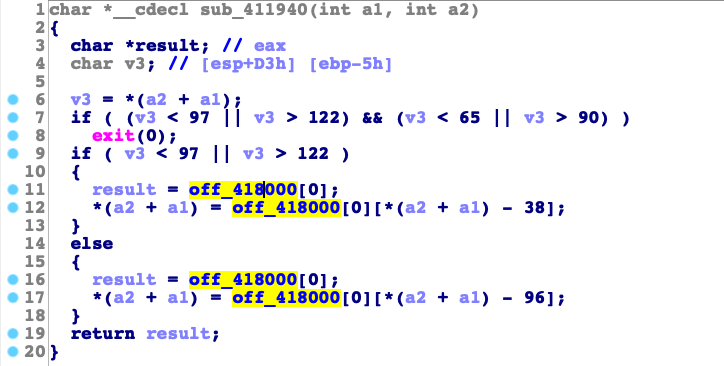 1 char *__cdecl sub_411940(int a1, int a2)
2 {
3   char *result; // eax
4   char v3; // [esp+D3h] [ebp-5h]
5
6   v3 = *(a2 + a1);
7   if ( (v3 < 97 || v3 > 122) && (v3 < 65 || v3 > 90) )
8     exit(0);
9   if ( v3 < 97 || v3 > 122 )
10   {
11     result = off_418000[0];
12     *(a2 + a1) = off_418000[0][*(a2 + a1) - 38];
13   }
14   else
15   {
16     result = off_418000[0];
17     *(a2 + a1) = off_418000[0][*(a2 + a1) - 96];
18   }
19   return result;
20 }